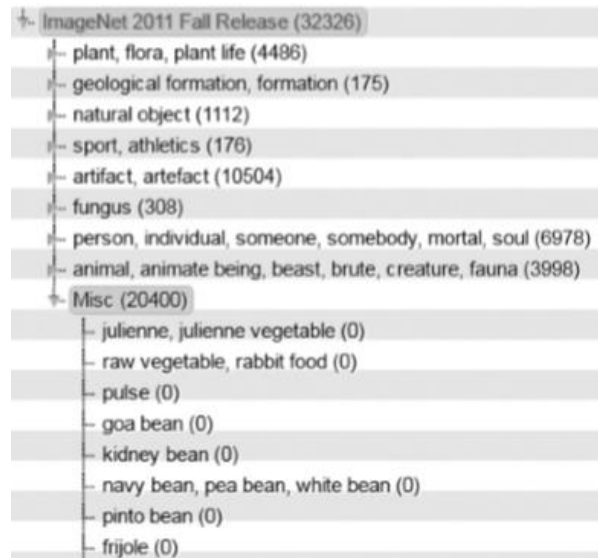 ImageNet 2011 Fall Release (32326)
plant, flora, plant life (4486)
geological formation, formation (175)
natural object (1112)
sport, athletics (176)
artifact, artefact (10504)
fungus (308)
person, individual, someone, somebody, mortal, soul (6978)
animal, animate being, beast, brute, creature, fauna (3998)
Misc (20400)
julienne, julienne vegetable (0)
raw vegetable, rabbit food (0)
pulse (0)
goa bean (0)
kidney bean (0)
navy bean, pea bean, white bean (0)
pinto bean (0)
frijole (0)